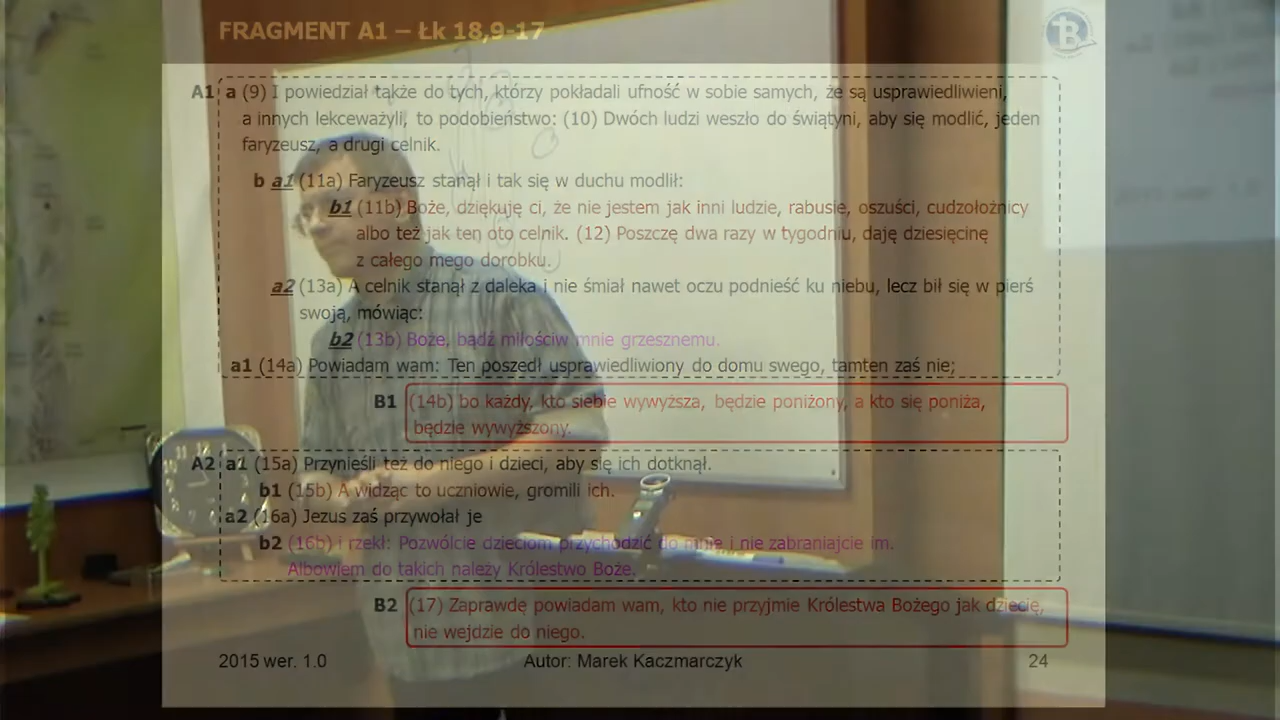 FRAGMENT A1 – Łk 18,9-17
A1 a (9) I powiedział także do tych, którzy pokładali ufność w sobie samych, że są usprawiedliwieni,
a innych lekceważyli, to podobieństwo: (10) Dwóch ludzi weszło do świątyni, aby się modlić, jeden
faryzeusz, a drugi celnik.
b a1 (11a) Faryzeusz stanął i tak się w duchu modlił:
b1 (11b) Boże, dziękuję ci, że nie jestem jak inni ludzie, rabusie, oszuści, cudzołożnicy
albo też jak ten oto celnik. (12) Poszczę dwa razy w tygodniu, daję dziesięcinę
z całego mego dorobku.
a2 (13a) A celnik stanął z daleka i nie śmiał nawet oczu podnieść ku niebu, lecz bił się w pierś
swoją, mówiąc:
b2 (13b) Boże, bądź miłościw mnie grzesznemu.
a1 (14a) Powiadam wam: Ten poszedł usprawiedliwiony do domu swego, tamten zaś nie;
B1 (14b) bo każdy, kto siebie wywyższa, będzie poniżony, a kto się poniża,
będzie wywyższony.
A2 a1 (15a) Przynieśli też do niego i dzieci, aby się ich dotknął.
b1 (15b) A widząc to uczniowie, gromili ich.
a2 (16a) Jezus zaś przywołał je
b2 (16b) i rzekł: Pozwólcie dzieciom przychodzić do mnie i nie zabraniajcie im.
Albowiem do takich należy Królestwo Boże.
B2 (17) Zaprawdę powiadam wam, kto nie przyjmie Królestwa Bożego jak dziecię,
nie wejdzie do niego.
2015 wer. 1.0 Autor: Marek Kaczmarczyk 24